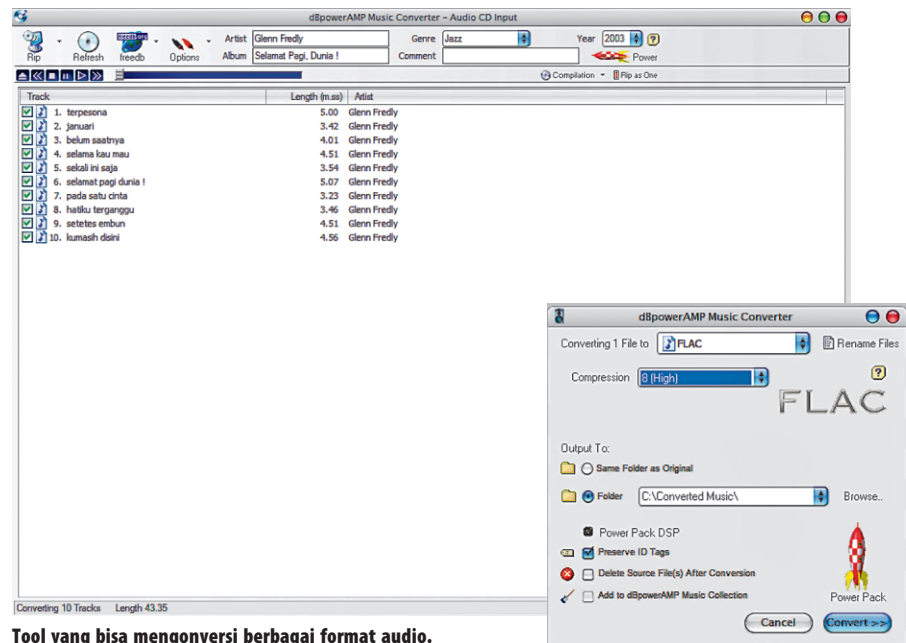 dBpowerAMP Music Converter - Audio CD Input
Rip Refresh freedb Options Artist Glenn Fredly Genre Jazz Year 2003 ?
Album Selamat Pagi, Dunia ! Comment Power
Compilation Rip as One
Track Length (m.ss) Artist
1. terpesona 5.00 Glenn Fredly
2. januari 3.42 Glenn Fredly
3. belum saatnya 4.01 Glenn Fredly
4. selama kau mau 4.51 Glenn Fredly
5. sekali ini saja 3.54 Glenn Fredly
6. selamat pagi dunia ! 5.07 Glenn Fredly
7. pada satu cinta 3.23 Glenn Fredly
8. hatiku terganggu 3.46 Glenn Fredly
9. setetes embun 4.51 Glenn Fredly
10. kumasih disini 4.56 Glenn Fredly
Converting 10 Tracks Length 43.35
dBpowerAMP Music Converter
Converting 1 File to FLAC Rename Files
Compression 8 (High) ?
FLAC
Output To:
Same Folder as Original
Folder C:\Converted Music\ Browse..
Power Pack DSP
Preserve ID Tags
Delete Source File(s) After Conversion
Add to dBpowerAMP Music Collection
Power Pack
Cancel Convert >>
Tool yang bisa mengonversi berbagai format audio.